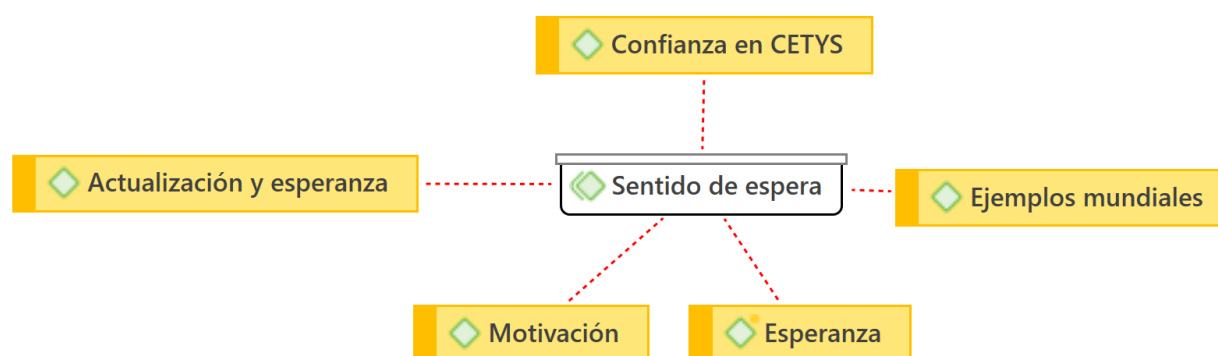 Confianza en CETYS
Actualización y esperanza
Sentido de espera
Ejemplos mundiales
Motivación
Esperanza